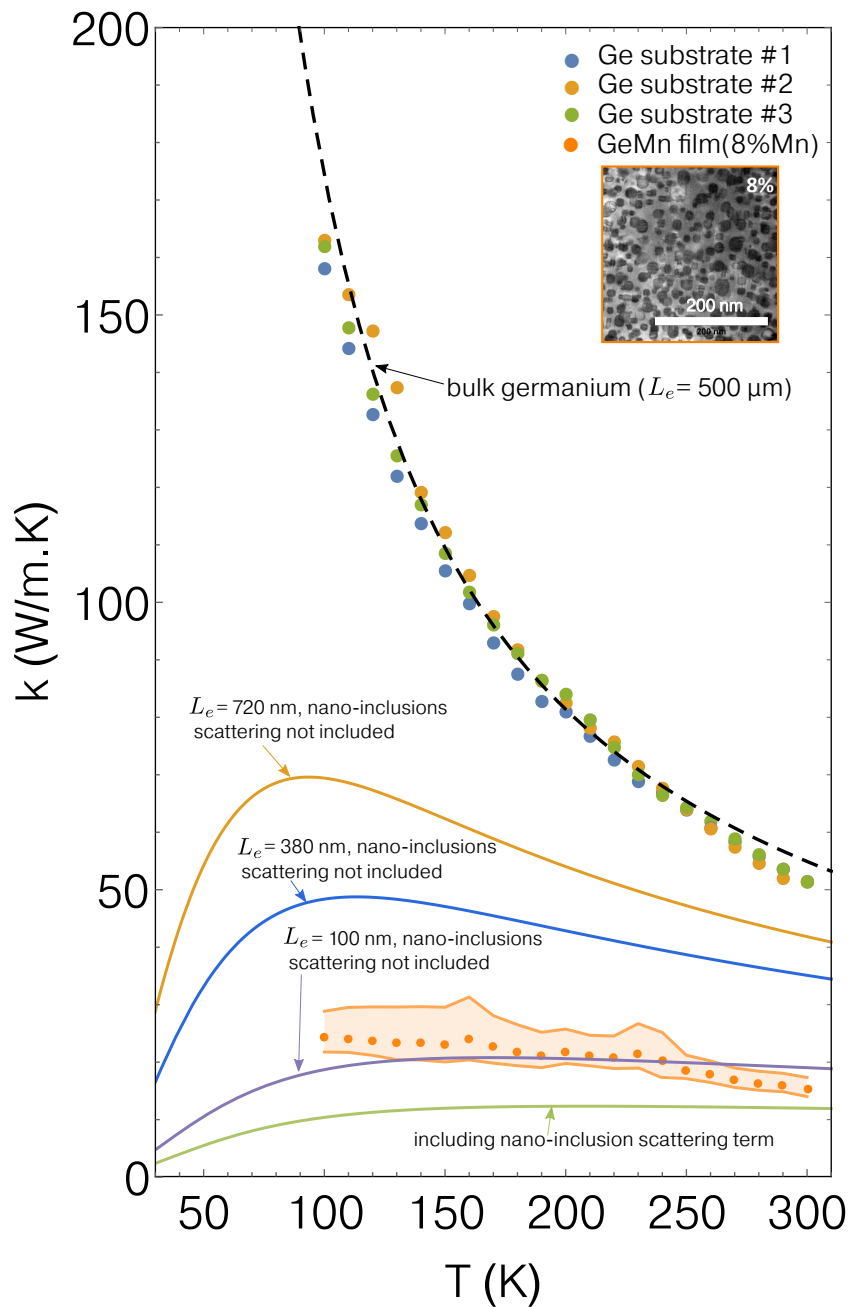 200
150
100
50
0
k (W/m.K)
Ge substrate #1
Ge substrate #2
Ge substrate #3
GeMn film(8%Mn)
8%
200 nm
200 nm
bulk germanium (Lₑ= 500 µm)
Lₑ= 720 nm, nano-inclusions
scattering not included
Lₑ= 380 nm, nano-inclusions
scattering not included
Lₑ= 100 nm, nano-inclusions
scattering not included
including nano-inclusion scattering term
50 100 150 200 250 300
T (K)